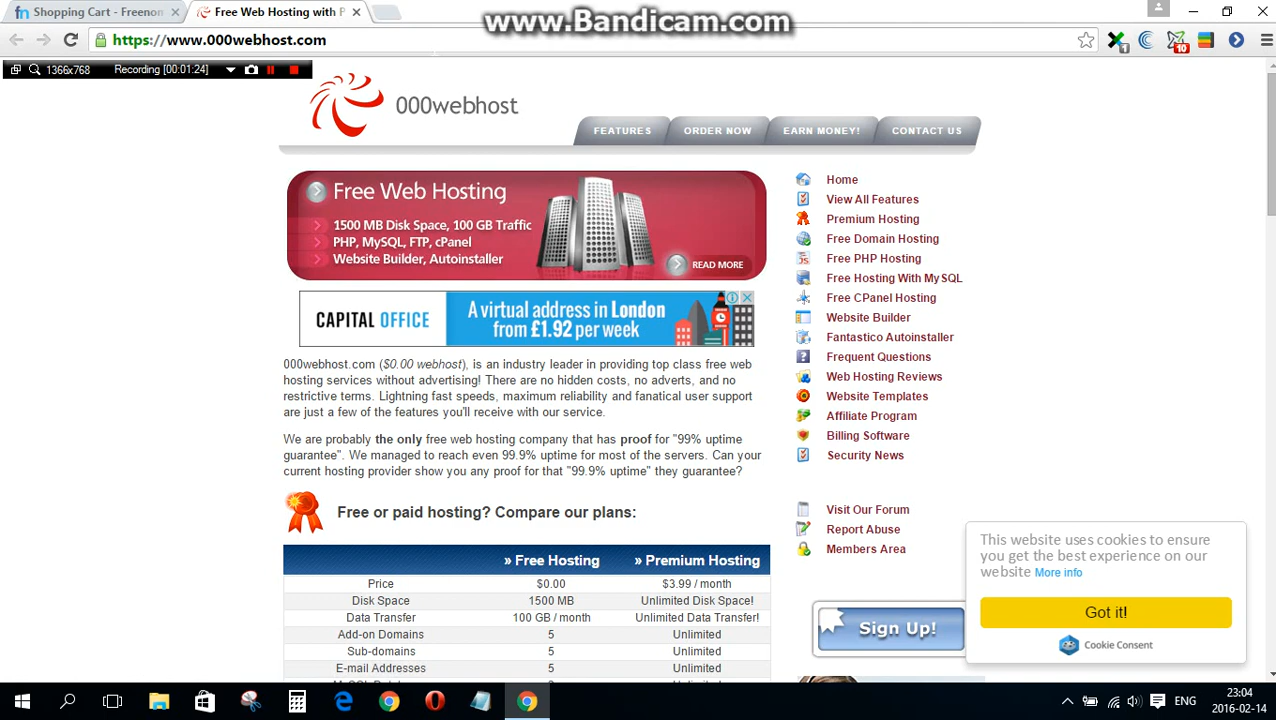 Shopping Cart - Freenom
Free Web Hosting with P
www.Bandicam.com
https://www.000webhost.com
1
10
1366x768
Recording [00:01:24]
000webhost
FEATURES
ORDER NOW
EARN MONEY!
CONTACT US
Free Web Hosting
1500 MB Disk Space, 100 GB Traffic
PHP, MySQL, FTP, cPanel
Website Builder, Autoinstaller
READ MORE
CAPITAL OFFICE
A virtual address in London
from £1.92 per week
000webhost.com ($0.00 webhost), is an industry leader in providing top class free web
hosting services without advertising! There are no hidden costs, no adverts, and no
restrictive terms. Lightning fast speeds, maximum reliability and fanatical user support
are just a few of the features you'll receive with our service.
We are probably the only free web hosting company that has proof for "99% uptime
guarantee". We managed to reach even 99.9% uptime for most of the servers. Can your
current hosting provider show you any proof for that "99.9% uptime" they guarantee?
Free or paid hosting? Compare our plans:
» Free Hosting » Premium Hosting
Price $0.00 $3.99 / month
Disk Space 1500 MB Unlimited Disk Space!
Data Transfer 100 GB / month Unlimited Data Transfer!
Add-on Domains 5 Unlimited
Sub-domains 5 Unlimited
E-mail Addresses 5 Unlimited
Home
View All Features
Premium Hosting
Free Domain Hosting
Free PHP Hosting
Free Hosting With MySQL
Free CPanel Hosting
Website Builder
Fantastico Autoinstaller
Frequent Questions
Web Hosting Reviews
Website Templates
Affiliate Program
Billing Software
Security News
Visit Our Forum
Report Abuse
Members Area
Sign Up!
This website uses cookies to ensure
you get the best experience on our
website More info
Got it!
Cookie Consent
ENG
23:04
2016-02-14